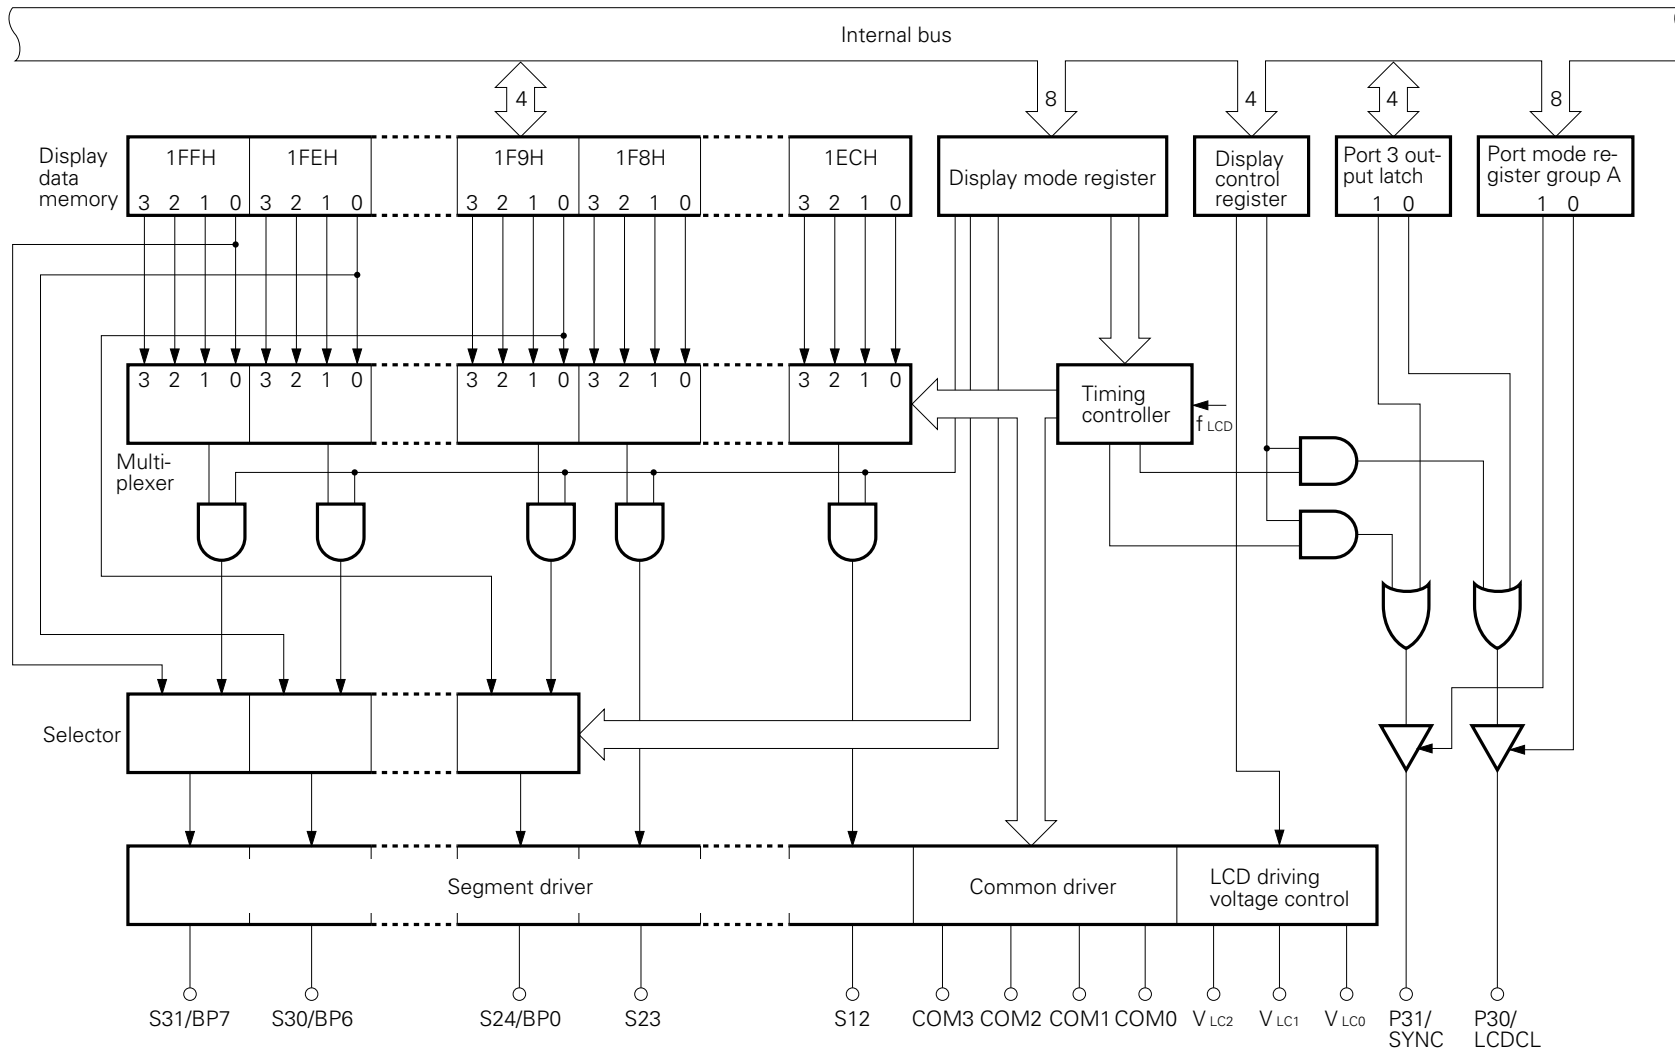 Internal bus
4
8
4
4
8
Display
data
memory
1FFH
1FEH
1F9H
1F8H
1ECH
3 2 1 0 3 2 1 0
3 2 1 0 3 2 1 0
3 2 1 0
Display mode register
Display
control
register
Port 3 out-
put latch
1 0
Port mode re-
gister group A
1 0
3 2 1 0 3 2 1 0
3 2 1 0 3 2 1 0
3 2 1 0
Timing
controller
f LCD
Multi-
plexer
Selector
Segment driver
Common driver
LCD driving
voltage control
S31/BP7
S30/BP6
S24/BP0
S23
S12
COM3 COM2 COM1 COM0
V LC2
V LC1
V LC0
P31/
SYNC
P30/
LCDCL